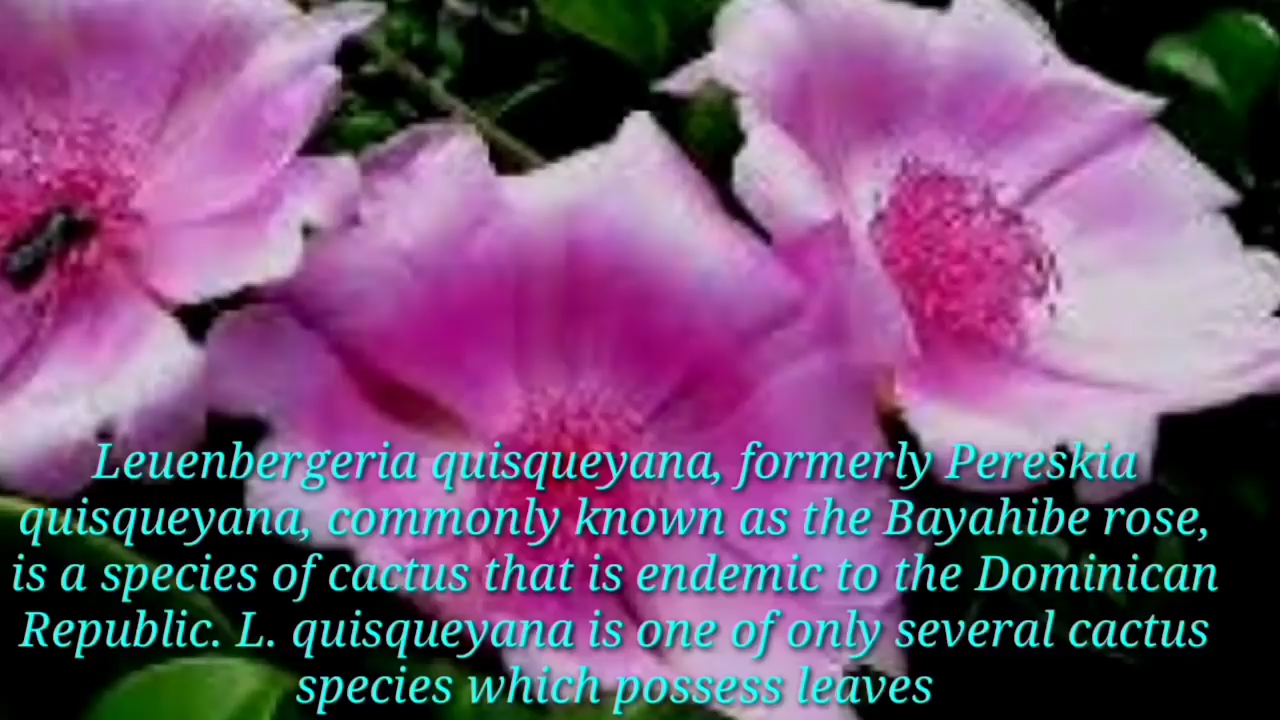 Leuenbergeria quisqueyana, formerly Pereskia
quisqueyana, commonly known as the Bayahibe rose,
is a species of cactus that is endemic to the Dominican
Republic. L. quisqueyana is one of only several cactus
species which possess leaves